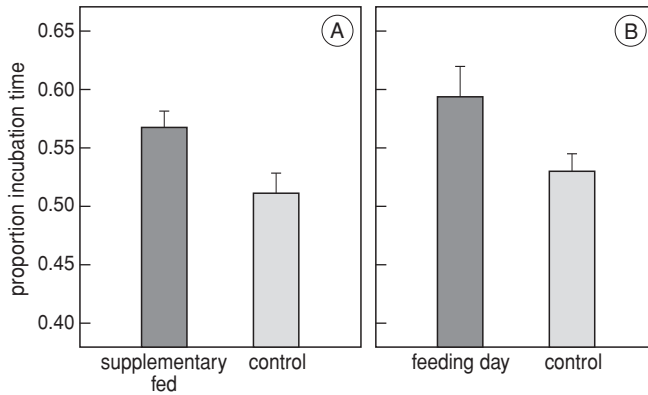 proportion incubation time
0.65
0.60
0.55
0.50
0.45
0.40
A
B
supplementary
fed
control
feeding day
control